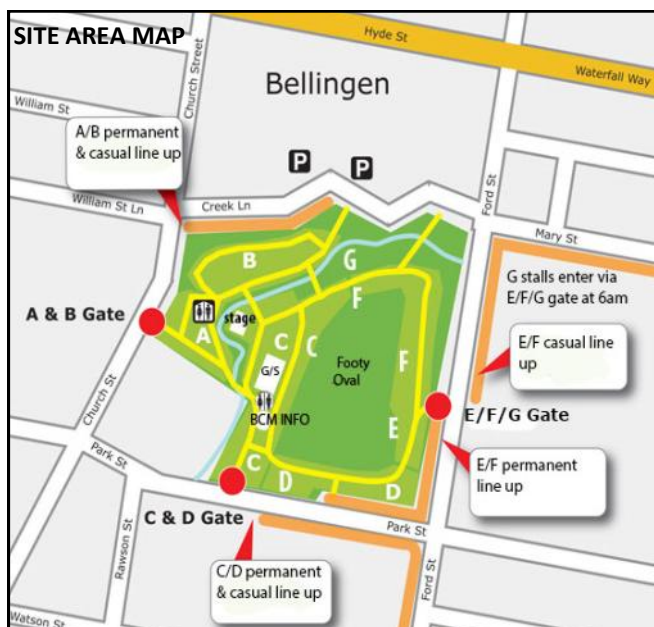 SITE AREA MAP
Hyde St
Waterfall Way
Church Street
Bellingen
William St
A/B permanent
& casual line up
P
P
Ford St
William St Ln
Creek Ln
Mary St
B
G
G stalls enter via
E/F/G gate at 6am
F
A & B Gate
A
stage
C
C
E/F casual line
up
G/S
Footy
Oval
F
Church St
BCM INFO
E
E/F/G Gate
Park St
C
D
D
E/F permanent
line up
C & D Gate
Park St
Rawson St
C/D permanent
& casual line up
Ford St
Watson St